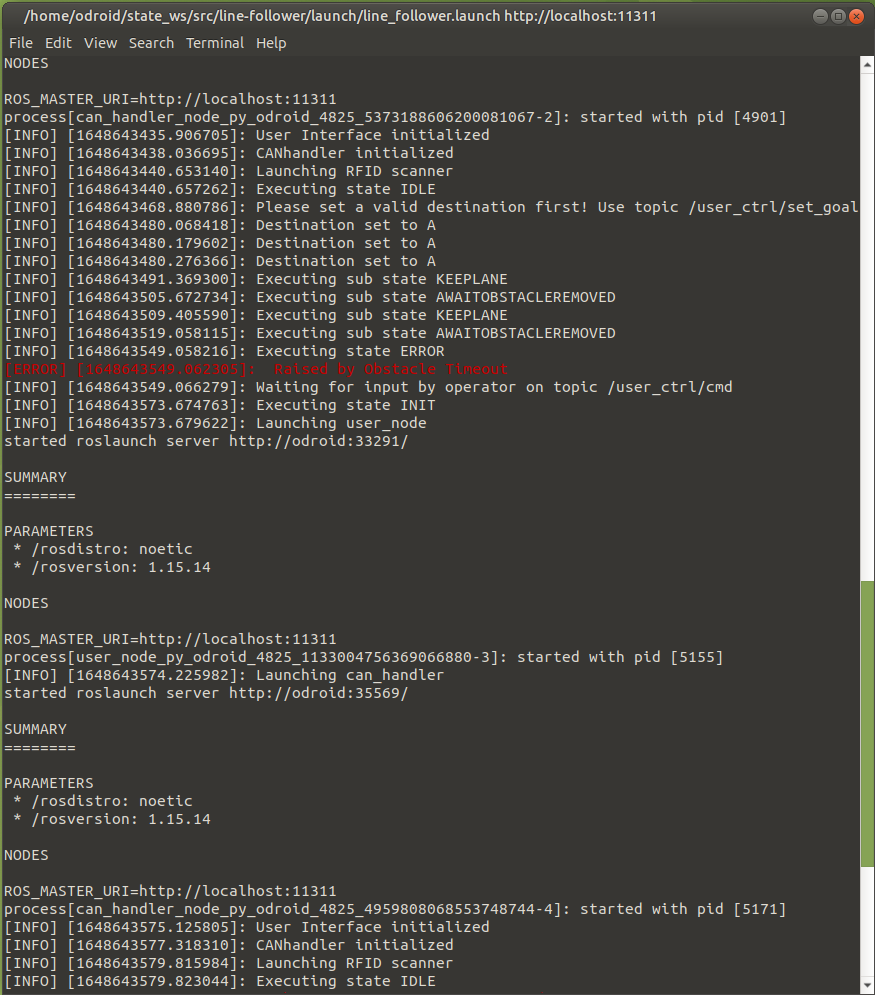 /home/odroid/state_ws/src/line-follower/launch/line_follower.launch http://localhost:11311
File Edit View Search Terminal Help
NODES
ROS_MASTER_URI=http://localhost:11311
process[can_handler_node_py_odroid_4825_5373188606200081067-2]: started with pid [4901]
[INFO] [1648643435.906705]: User Interface initialized
[INFO] [1648643438.036695]: CANhandler initialized
[INFO] [1648643440.653140]: Launching RFID scanner
[INFO] [1648643440.657262]: Executing state IDLE
[INFO] [1648643468.880786]: Please set a valid destination first! Use topic /user_ctrl/set_goal
[INFO] [1648643480.068418]: Destination set to A
[INFO] [1648643480.179602]: Destination set to A
[INFO] [1648643480.276366]: Destination set to A
[INFO] [1648643491.369300]: Executing sub state KEEPLANE
[INFO] [1648643505.672734]: Executing sub state AWAITOBSTACLEREMOVED
[INFO] [1648643509.405590]: Executing sub state KEEPLANE
[INFO] [1648643519.058115]: Executing sub state AWAITOBSTACLEREMOVED
[INFO] [1648643549.058216]: Executing state ERROR
[ERROR] [1648643549.062305]:  Raised by Obstacle Timeout
[INFO] [1648643549.066279]: Waiting for input by operator on topic /user_ctrl/cmd
[INFO] [1648643573.674763]: Executing state INIT
[INFO] [1648643573.679622]: Launching user_node
started roslaunch server http://odroid:33291/
SUMMARY
========
PARAMETERS
 * /rosdistro: noetic
 * /rosversion: 1.15.14
NODES
ROS_MASTER_URI=http://localhost:11311
process[user_node_py_odroid_4825_1133004756369066880-3]: started with pid [5155]
[INFO] [1648643574.225982]: Launching can_handler
started roslaunch server http://odroid:35569/
SUMMARY
========
PARAMETERS
 * /rosdistro: noetic
 * /rosversion: 1.15.14
NODES
ROS_MASTER_URI=http://localhost:11311
process[can_handler_node_py_odroid_4825_4959808068553748744-4]: started with pid [5171]
[INFO] [1648643575.125805]: User Interface initialized
[INFO] [1648643577.318310]: CANhandler initialized
[INFO] [1648643579.815984]: Launching RFID scanner
[INFO] [1648643579.823044]: Executing state IDLE